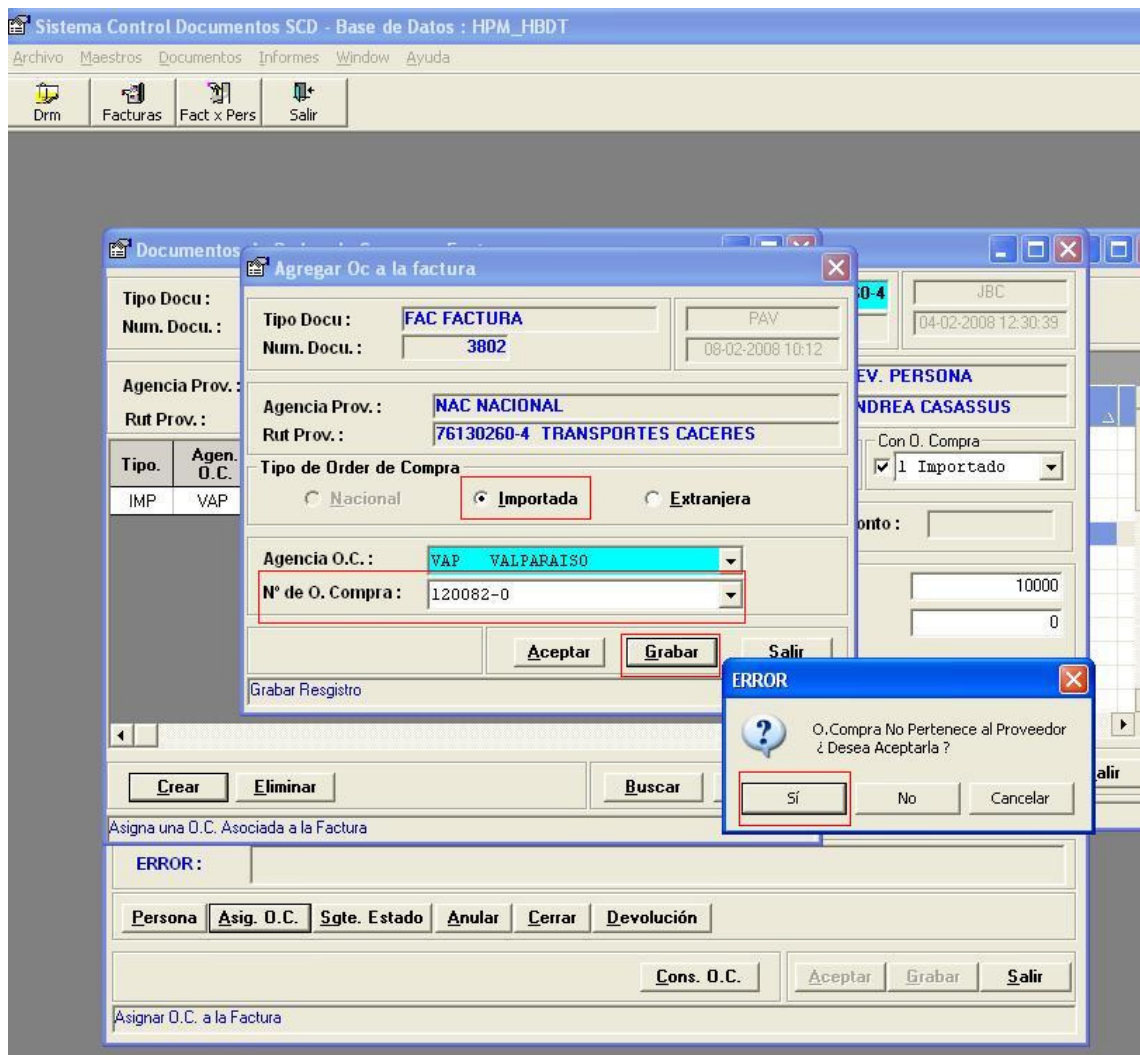 Sistema Control Documentos SCD - Base de Datos : HPM_HBDT
Archivo Maestros Documentos Informes Window Ayuda
Drm Facturas Fact x Pers Salir
Documentos
Agregar Oc a la factura
Tipo Docu :
Num. Docu. :
Tipo Docu : FAC FACTURA PAV
Num. Docu. : 3802 08-02-2008 10:12
0-4 JBC
04-02-2008 12:30:39
Agencia Prov. :
Rut Prov. :
Agencia Prov. : NAC NACIONAL
Rut Prov. : 76130260-4 TRANSPORTES CACERES
EV. PERSONA
NDREA CASASSUS
Con O. Compra
1 Importado
Tipo. Agen. O.C.
IMP VAP
Tipo de Order de Compra
Nacional Importada Extranjera
onto :
Agencia O.C. : VAP VALPARAISO
Nº de O. Compra : 120082-0
10000
0
Aceptar Grabar Salir
Grabar Resgistro
ERROR
O.Compra No Pertenece al Proveedor
¿ Desea Aceptarla ?
Sí No Cancelar
Crear Eliminar Buscar
alir
Asigna una O.C. Asociada a la Factura
ERROR :
Persona Asig. O.C. Sgte. Estado Anular Cerrar Devolución
Cons. O.C. Aceptar Grabar Salir
Asignar O.C. a la Factura